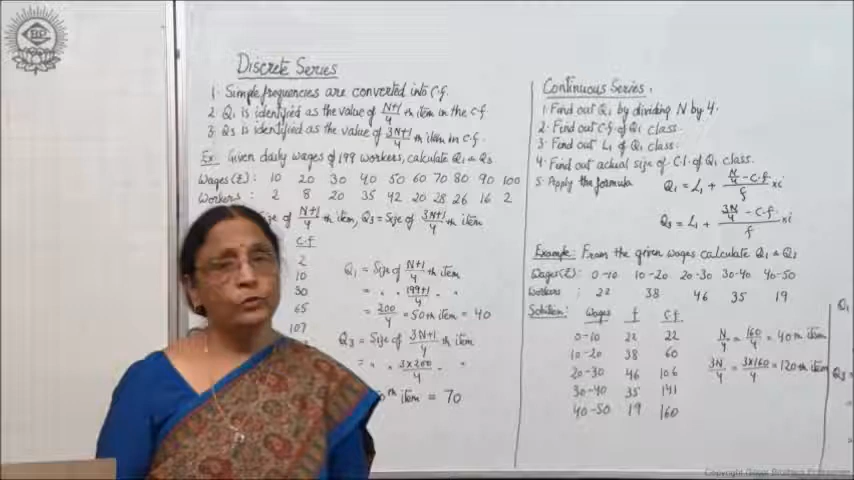 Discrete Series
1. Simple frequencies are converted into C.f.
2. Q₁ is identified as the value of N+1/4 th item in the c.f.
3. Q₃ is identified as the value of 3N+1/4 th item in c.f.
Ex. Given daily wages of 199 workers, calculate Q₁ & Q₃
Wages(₹) 10 20 30 40 50 60 70 80 90 100
Workers : 2 8 20 35 42 20 28 26 16 2
size of N+1/4 th item, Q₃ = Size of 3N+1/4 th item
C.f
2
10
30
65
107
Q₁ = Size of N+1/4 th item
= " " 199+1/4 " "
= 200/4 = 50th item = 40
Q₃ = Size of 3N+1/4 th item
= " " 3×200/4 " "
th item = 70
Continuous Series.
1. Find out Q₁ by dividing N by 4.
2. Find out C.f. of Q₁ class.
3. Find out L₁ of Q₁ class.
4. Find out actual size of C.I. of Q₁ class.
5. Apply the formula Q₁ = L₁ + N/4 - C.f./f ×i
Q₃ = L₁ + 3N/4 - C.f./f ×i
Example: From the given wages calculate Q₁ & Q₃
Wages(₹): 0-10 10-20 20-30 30-40 40-50
Workers : 22 38 46 35 19
Solution: Wages f C.f
0-10 22 22
10-20 38 60
20-30 46 106
30-40 35 141
40-50 19 160
N/4 = 160/4 = 40th item
3N/4 = 3×160/4 = 120th item
Q₁
Q₃ =
=
=